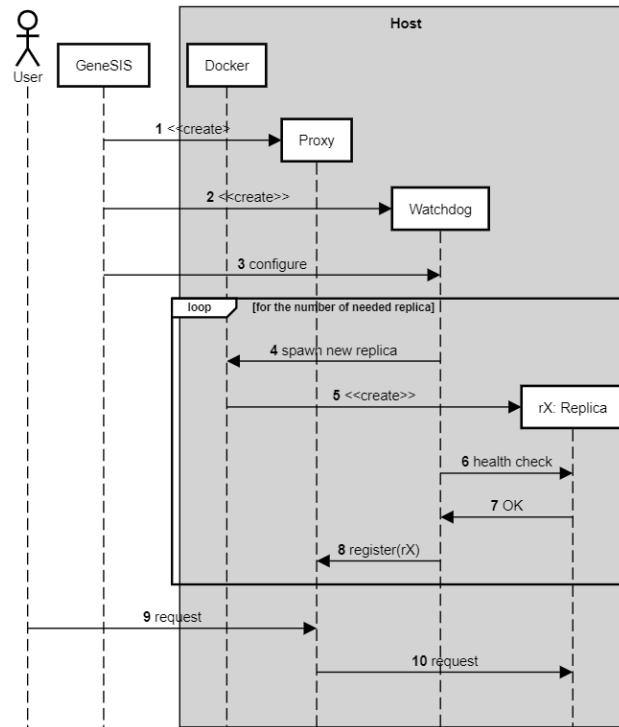 Host
User
GeneSIS
Docker
1 <<create>
Proxy
2 <<create>>
Watchdog
3 configure
loop
[for the number of needed replica]
4 spawn new replica
5 <<create>>
rX: Replica
6 health check
7 OK
8 register(rX)
9 request
10 request